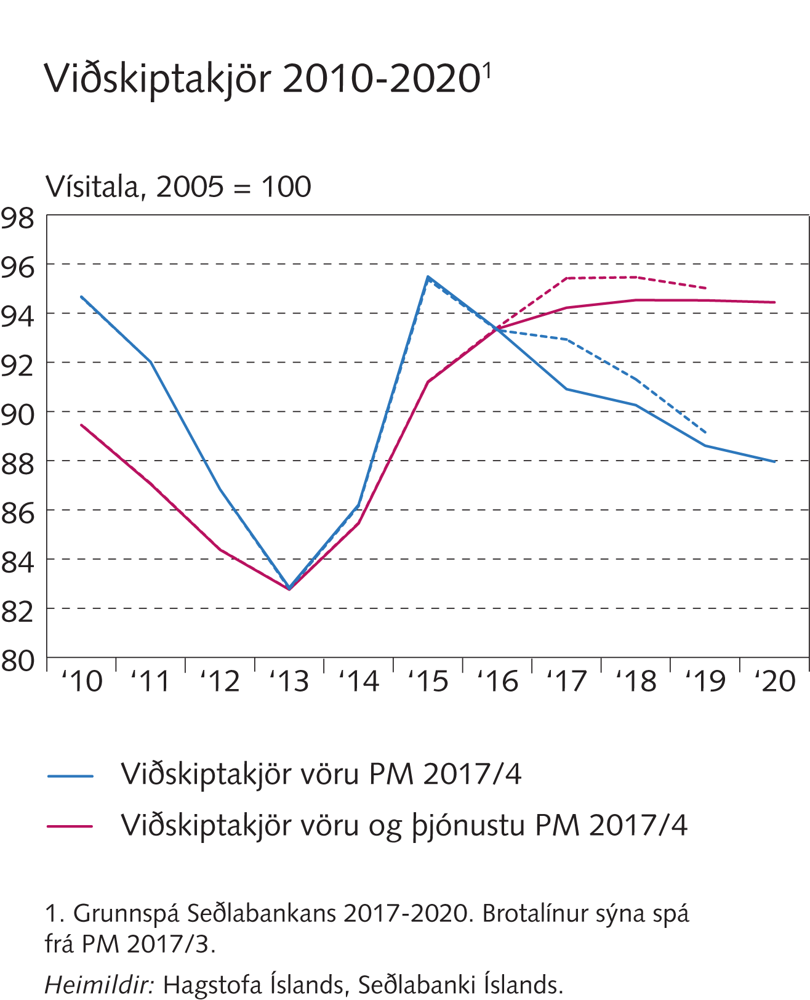 Viðskiptakjör 2010-2020¹
Vísitala, 2005 = 100
98
96
94
92
90
88
86
84
82
80
‘10 ‘11 ‘12 ‘13 ‘14 ‘15 ‘16 ‘17 ‘18 ‘19 ‘20
Viðskiptakjör vöru PM 2017/4
Viðskiptakjör vöru og þjónustu PM 2017/4
1. Grunnspá Seðlabankans 2017-2020. Brotalínur sýna spá
frá PM 2017/3.
Heimildir: Hagstofa Íslands, Seðlabanki Íslands.